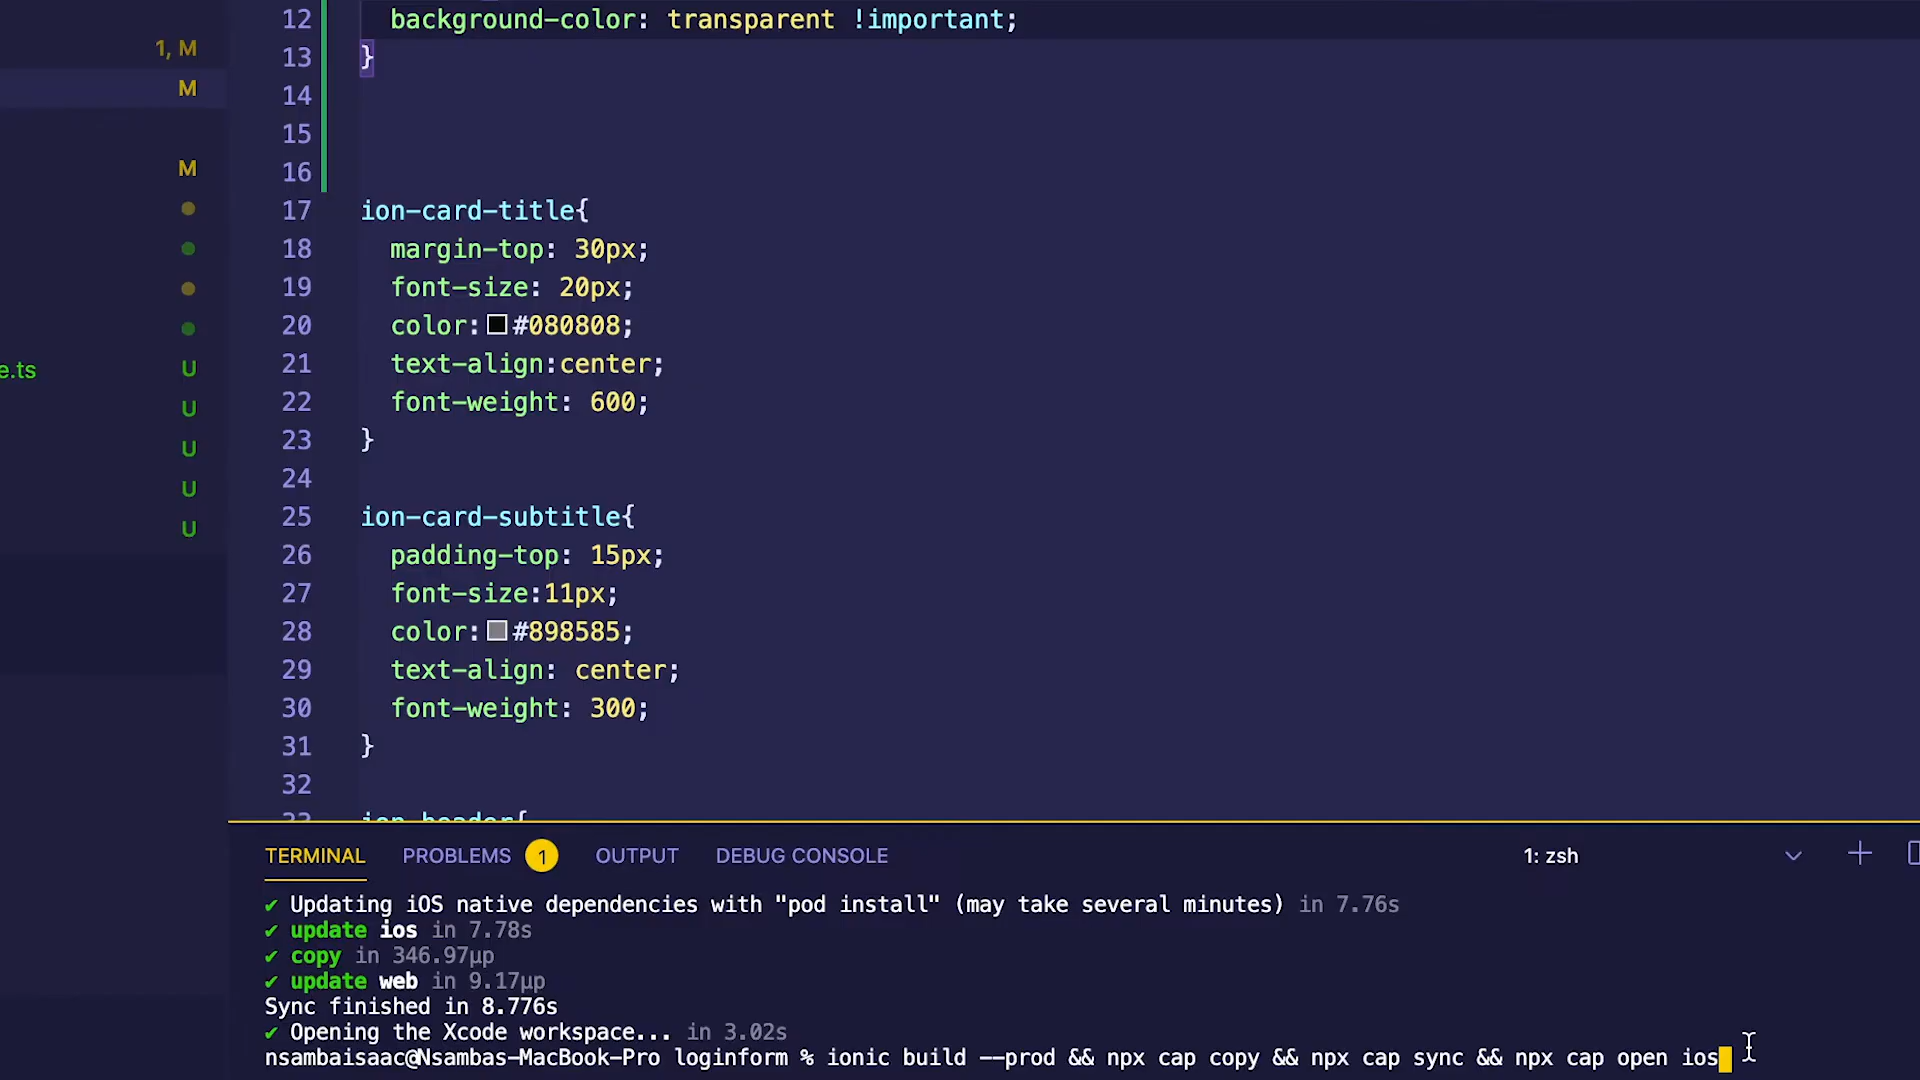 12 background-color: transparent !important;
1, M
13 }
M
14
15
M
16
17 ion-card-title{
18 margin-top: 30px;
19 font-size: 20px;
20 color: #080808;
e.ts U
21 text-align:center;
22 font-weight: 600;
U
23 }
U
24
U
25 ion-card-subtitle{
U
26 padding-top: 15px;
27 font-size:11px;
28 color: #898585;
29 text-align: center;
30 font-weight: 300;
31 }
32
33 ion-header{
TERMINAL PROBLEMS 1 OUTPUT DEBUG CONSOLE 1: zsh
✔ Updating iOS native dependencies with "pod install" (may take several minutes) in 7.76s
✔ update ios in 7.78s
✔ copy in 346.97μp
✔ update web in 9.17μp
Sync finished in 8.776s
✔ Opening the Xcode workspace... in 3.02s
nsambaisaac@Nsambas-MacBook-Pro loginform % ionic build --prod && npx cap copy && npx cap sync && npx cap open ios